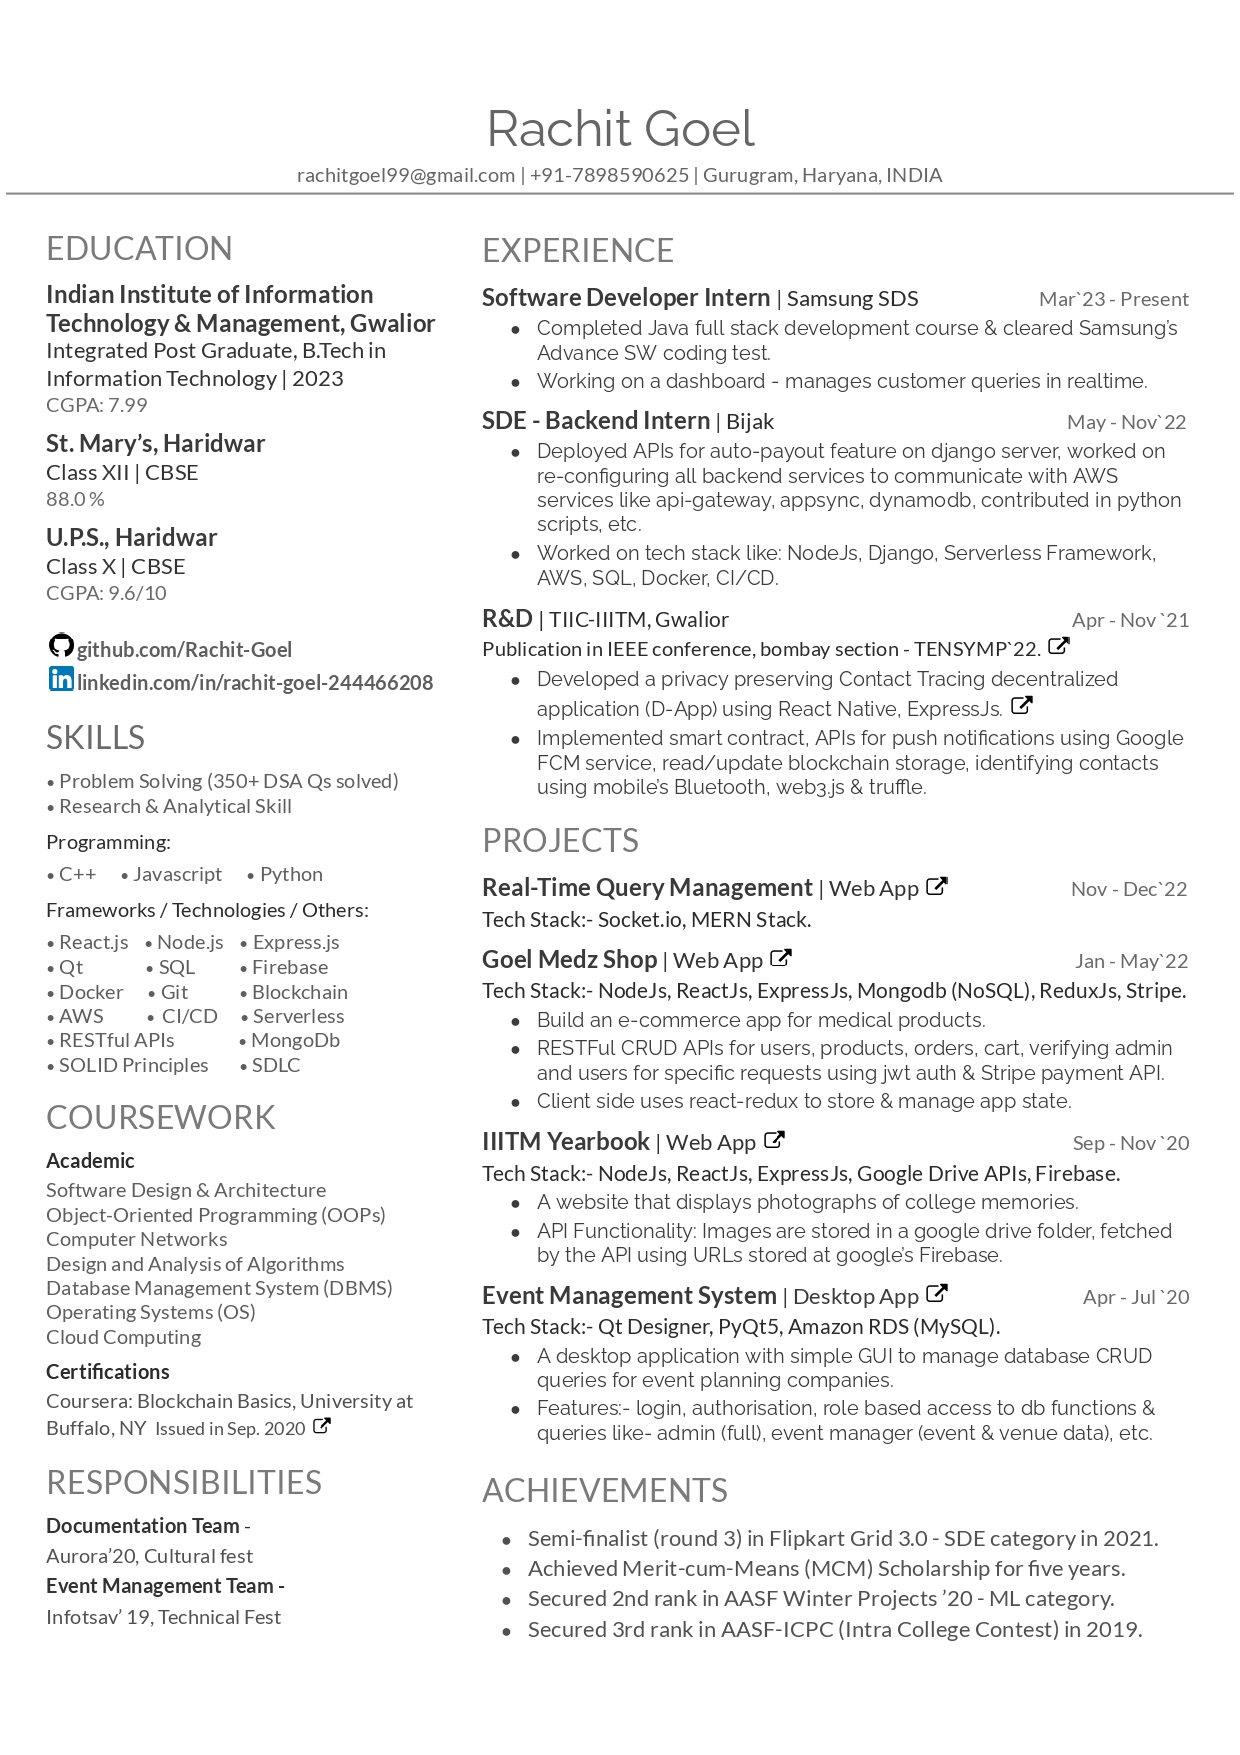 Rachit Goel
rachitgoel99@gmail.com | +91-7898590625 | Gurugram, Haryana, INDIA
EDUCATION
Indian Institute of Information
Technology & Management, Gwalior
Integrated Post Graduate, B.Tech in
Information Technology | 2023
CGPA: 7.99
St. Mary’s, Haridwar
Class XII | CBSE
88.0 %
U.P.S., Haridwar
Class X | CBSE
CGPA: 9.6/10
github.com/Rachit-Goel
linkedin.com/in/rachit-goel-244466208
SKILLS
• Problem Solving (350+ DSA Qs solved)
• Research & Analytical Skill
Programming:
• C++ • Javascript • Python
Frameworks / Technologies / Others:
• React.js • Node.js • Express.js
• Qt • SQL • Firebase
• Docker • Git • Blockchain
• AWS • CI/CD • Serverless
• RESTful APIs • MongoDb
• SOLID Principles • SDLC
COURSEWORK
Academic
Software Design & Architecture
Object-Oriented Programming (OOPs)
Computer Networks
Design and Analysis of Algorithms
Database Management System (DBMS)
Operating Systems (OS)
Cloud Computing
Certifications
Coursera: Blockchain Basics, University at
Buffalo, NY Issued in Sep. 2020
RESPONSIBILITIES
Documentation Team -
Aurora’20, Cultural fest
Event Management Team -
Infotsav’ 19, Technical Fest
EXPERIENCE
Software Developer Intern | Samsung SDS Mar`23 - Present
• Completed Java full stack development course & cleared Samsung’s
Advance SW coding test.
• Working on a dashboard - manages customer queries in realtime.
SDE - Backend Intern | Bijak May - Nov`22
• Deployed APIs for auto-payout feature on django server, worked on
re-configuring all backend services to communicate with AWS
services like api-gateway, appsync, dynamodb, contributed in python
scripts, etc.
• Worked on tech stack like: NodeJs, Django, Serverless Framework,
AWS, SQL, Docker, CI/CD.
R&D | TIIC-IIITM, Gwalior Apr - Nov `21
Publication in IEEE conference, bombay section - TENSYMP`22.
• Developed a privacy preserving Contact Tracing decentralized
application (D-App) using React Native, ExpressJs.
• Implemented smart contract, APIs for push notifications using Google
FCM service, read/update blockchain storage, identifying contacts
using mobile’s Bluetooth, web3.js & truffle.
PROJECTS
Real-Time Query Management | Web App Nov - Dec`22
Tech Stack:- Socket.io, MERN Stack.
Goel Medz Shop | Web App Jan - May`22
Tech Stack:- NodeJs, ReactJs, ExpressJs, Mongodb (NoSQL), ReduxJs, Stripe.
• Build an e-commerce app for medical products.
• RESTFul CRUD APIs for users, products, orders, cart, verifying admin
and users for specific requests using jwt auth & Stripe payment API.
• Client side uses react-redux to store & manage app state.
IIITM Yearbook | Web App Sep - Nov `20
Tech Stack:- NodeJs, ReactJs, ExpressJs, Google Drive APIs, Firebase.
• A website that displays photographs of college memories.
• API Functionality: Images are stored in a google drive folder, fetched
by the API using URLs stored at google’s Firebase.
Event Management System | Desktop App Apr - Jul `20
Tech Stack:- Qt Designer, PyQt5, Amazon RDS (MySQL).
• A desktop application with simple GUI to manage database CRUD
queries for event planning companies.
• Features:- login, authorisation, role based access to db functions &
queries like- admin (full), event manager (event & venue data), etc.
ACHIEVEMENTS
• Semi-finalist (round 3) in Flipkart Grid 3.0 - SDE category in 2021.
• Achieved Merit-cum-Means (MCM) Scholarship for five years.
• Secured 2nd rank in AASF Winter Projects ’20 - ML category.
• Secured 3rd rank in AASF-ICPC (Intra College Contest) in 2019.